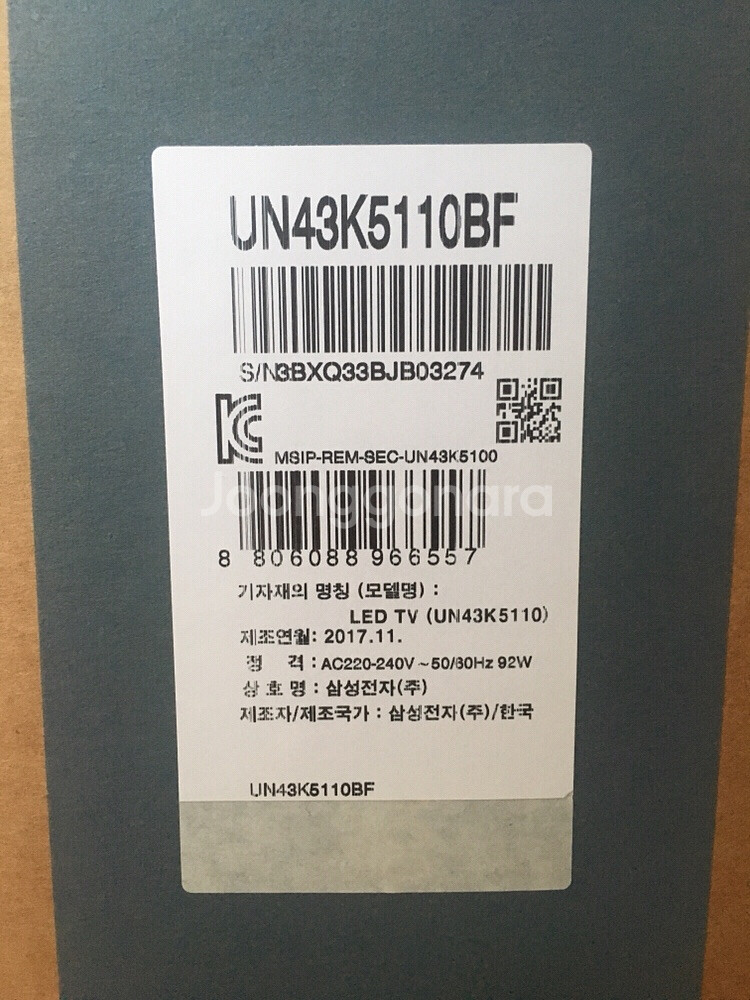 UN43K5110BF
S/N3BXQ33BJB03274
MSIP-REM-SEC-UN43K5100
Joonggonara
8 806088 966557
기자재의 명칭 (모델명) :
LED TV (UN43K5110)
제조연월: 2017.11.
정 격 : AC220-240V ~ 50/60Hz 92W
상 호 명 : 삼성전자(주)
제조자/제조국가 : 삼성전자(주)/한국
UN43K5110BF